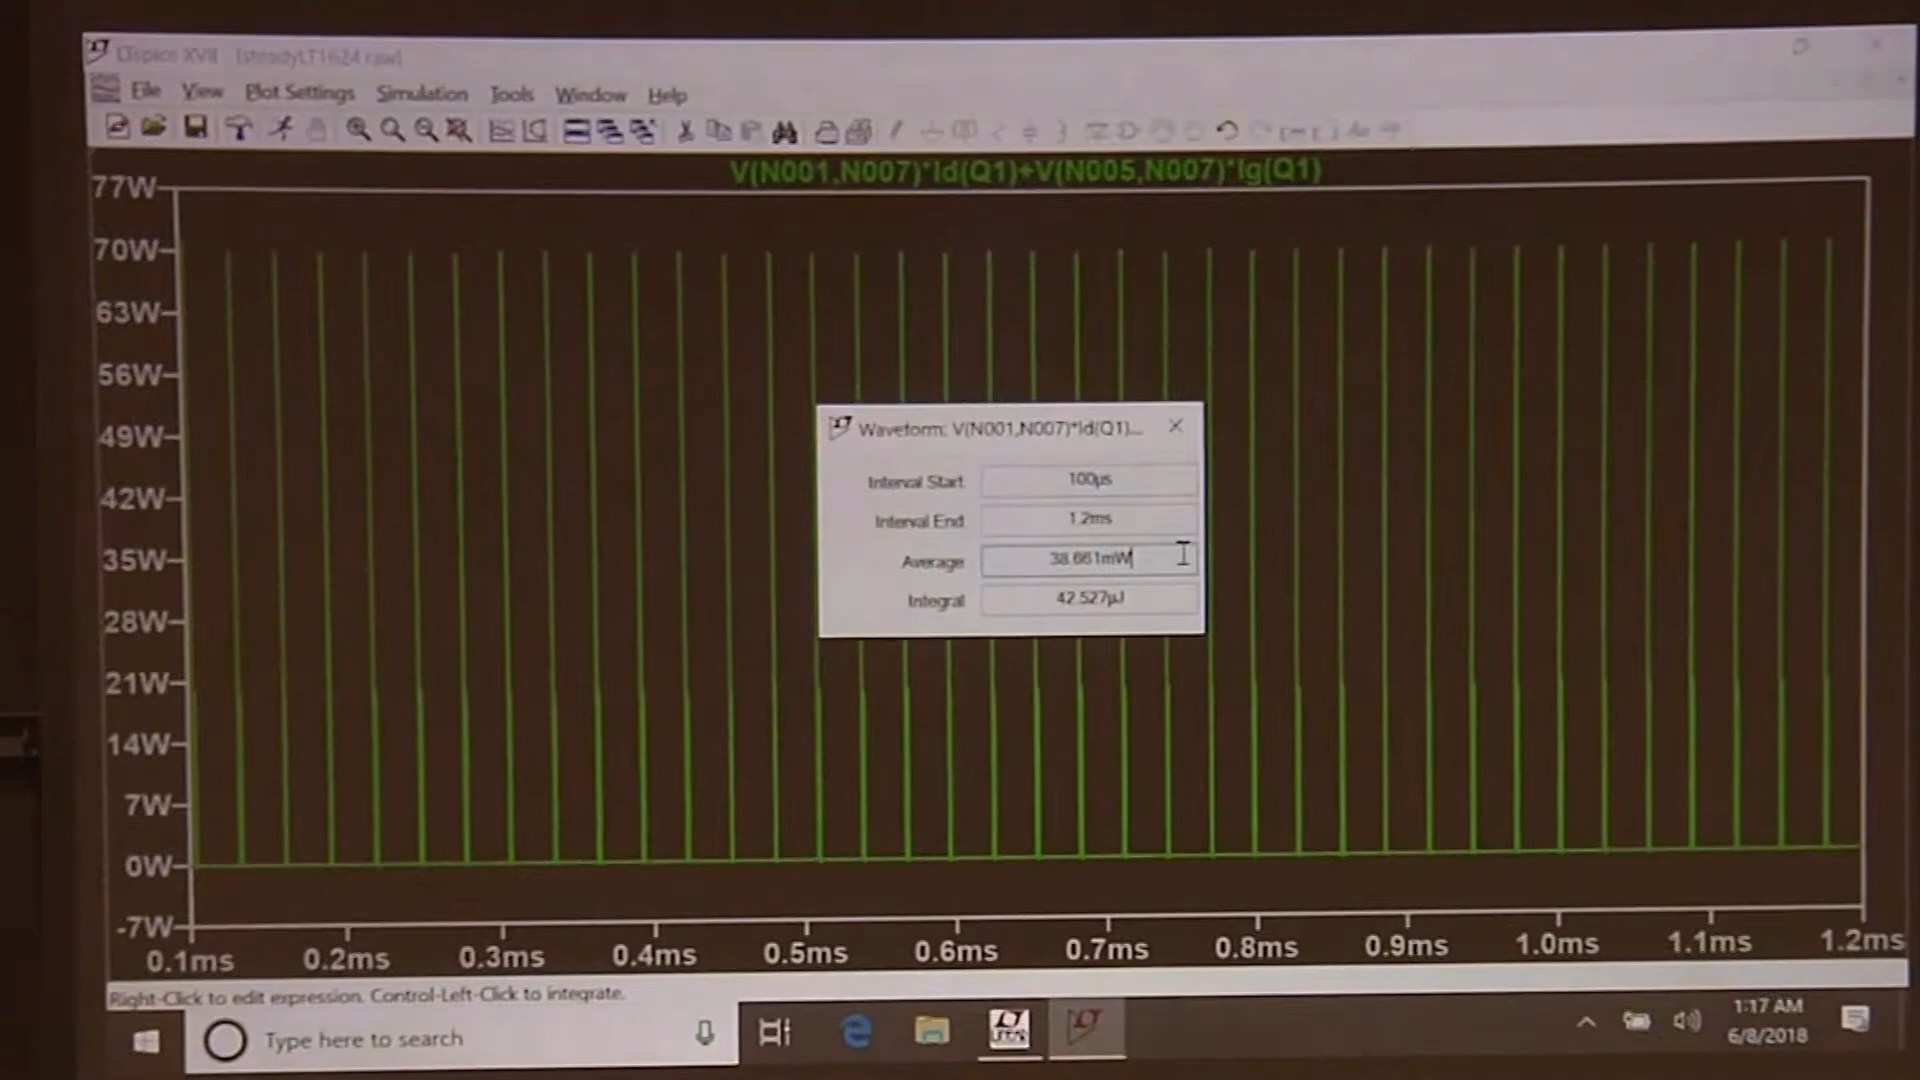 LTspice XVII - [steadyLT1624.raw]
File View Plot Settings Simulation Tools Window Help
V(N001,N007)*Id(Q1)+V(N005,N007)*Ig(Q1)
77W
70W
63W
56W
49W
42W
35W
28W
21W
14W
7W
0W
-7W
0.1ms 0.2ms 0.3ms 0.4ms 0.5ms 0.6ms 0.7ms 0.8ms 0.9ms 1.0ms 1.1ms 1.2ms
Waveform: V(N001,N007)*Id(Q1)...
Interval Start: 100µs
Interval End: 1.2ms
Average: 38.661mW
Integral: 42.527µJ
Right-Click to edit expression. Control-Left-Click to integrate.
Type here to search
1:17 AM
6/8/2018